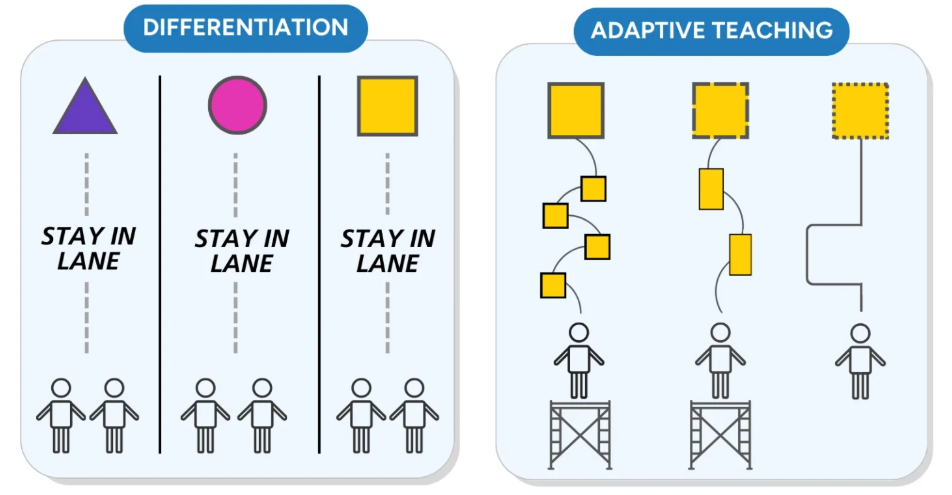 DIFFERENTIATION
STAY IN
LANE
STAY IN
LANE
STAY IN
LANE
ADAPTIVE TEACHING